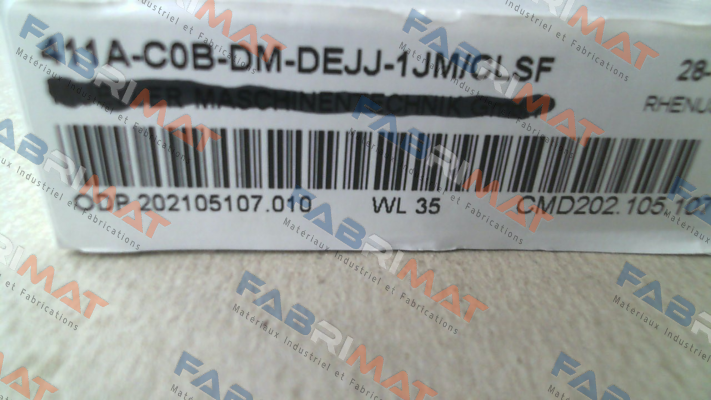 411A-C0B-DM-DEJJ-1JM/CLSF
28-
ER MASCHINENTECHNIK
RHENU
ODP 202105107.010
WL 35
CMD202.105.107
FABRIMAT
Materiaux Industriel et Fabrications